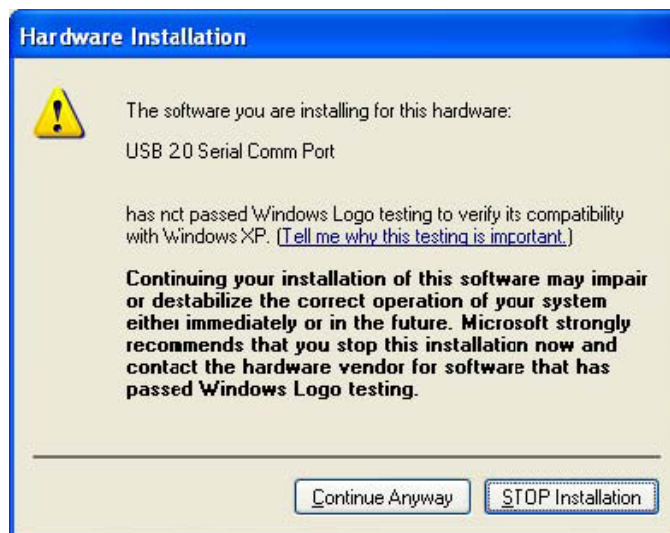 Hardware Installation
The software you are installing for this hardware:
USB 2.0 Serial Comm Port
has not passed Windows Logo testing to verify its compatibility
with Windows XP. (Tell me why this testing is important.)
Continuing your installation of this software may impair
or destabilize the correct operation of your system
either immediately or in the future. Microsoft strongly
recommends that you stop this installation now and
contact the hardware vendor for software that has
passed Windows Logo testing.
Continue Anyway
STOP Installation